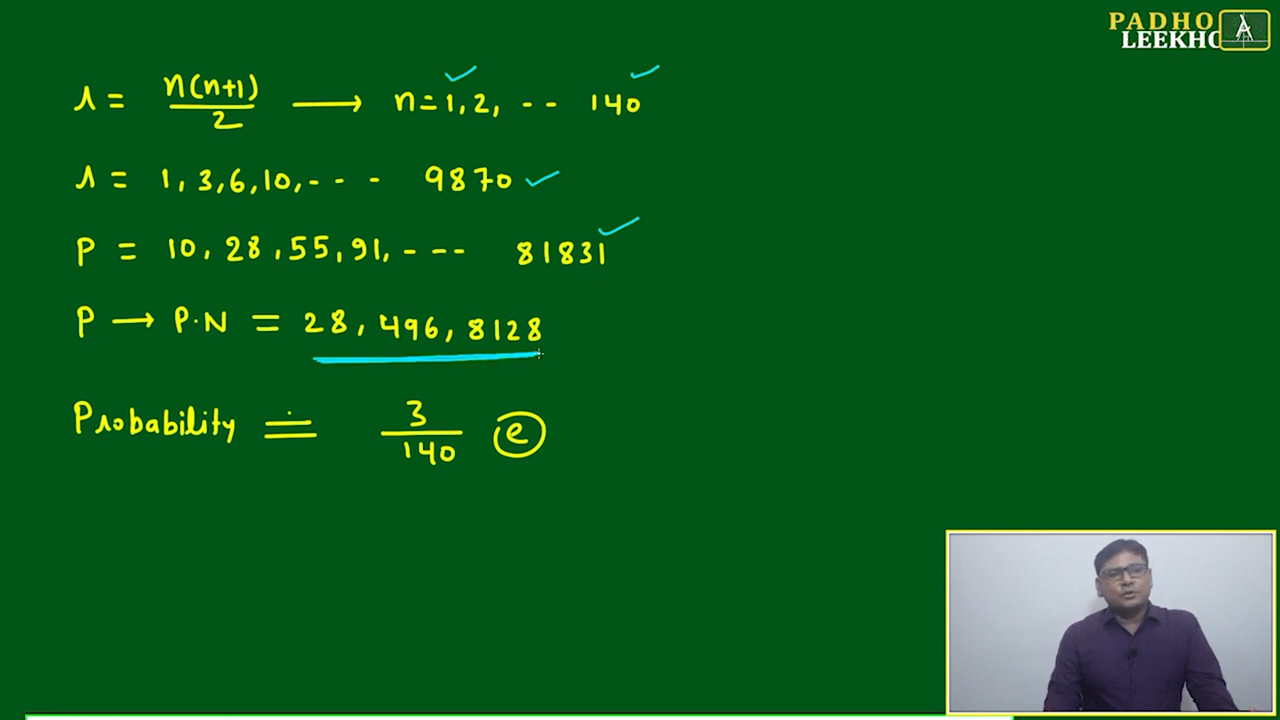 PADHO
LEEKHO
λ = n(n+1)/2 ⟶ n = 1, 2, - - 140
λ = 1, 3, 6, 10, - - - 9870
P = 10, 28, 55, 91, - - - 81831
P → P·N = 28, 496, 8128
Probability ≐ 3/140 (e)